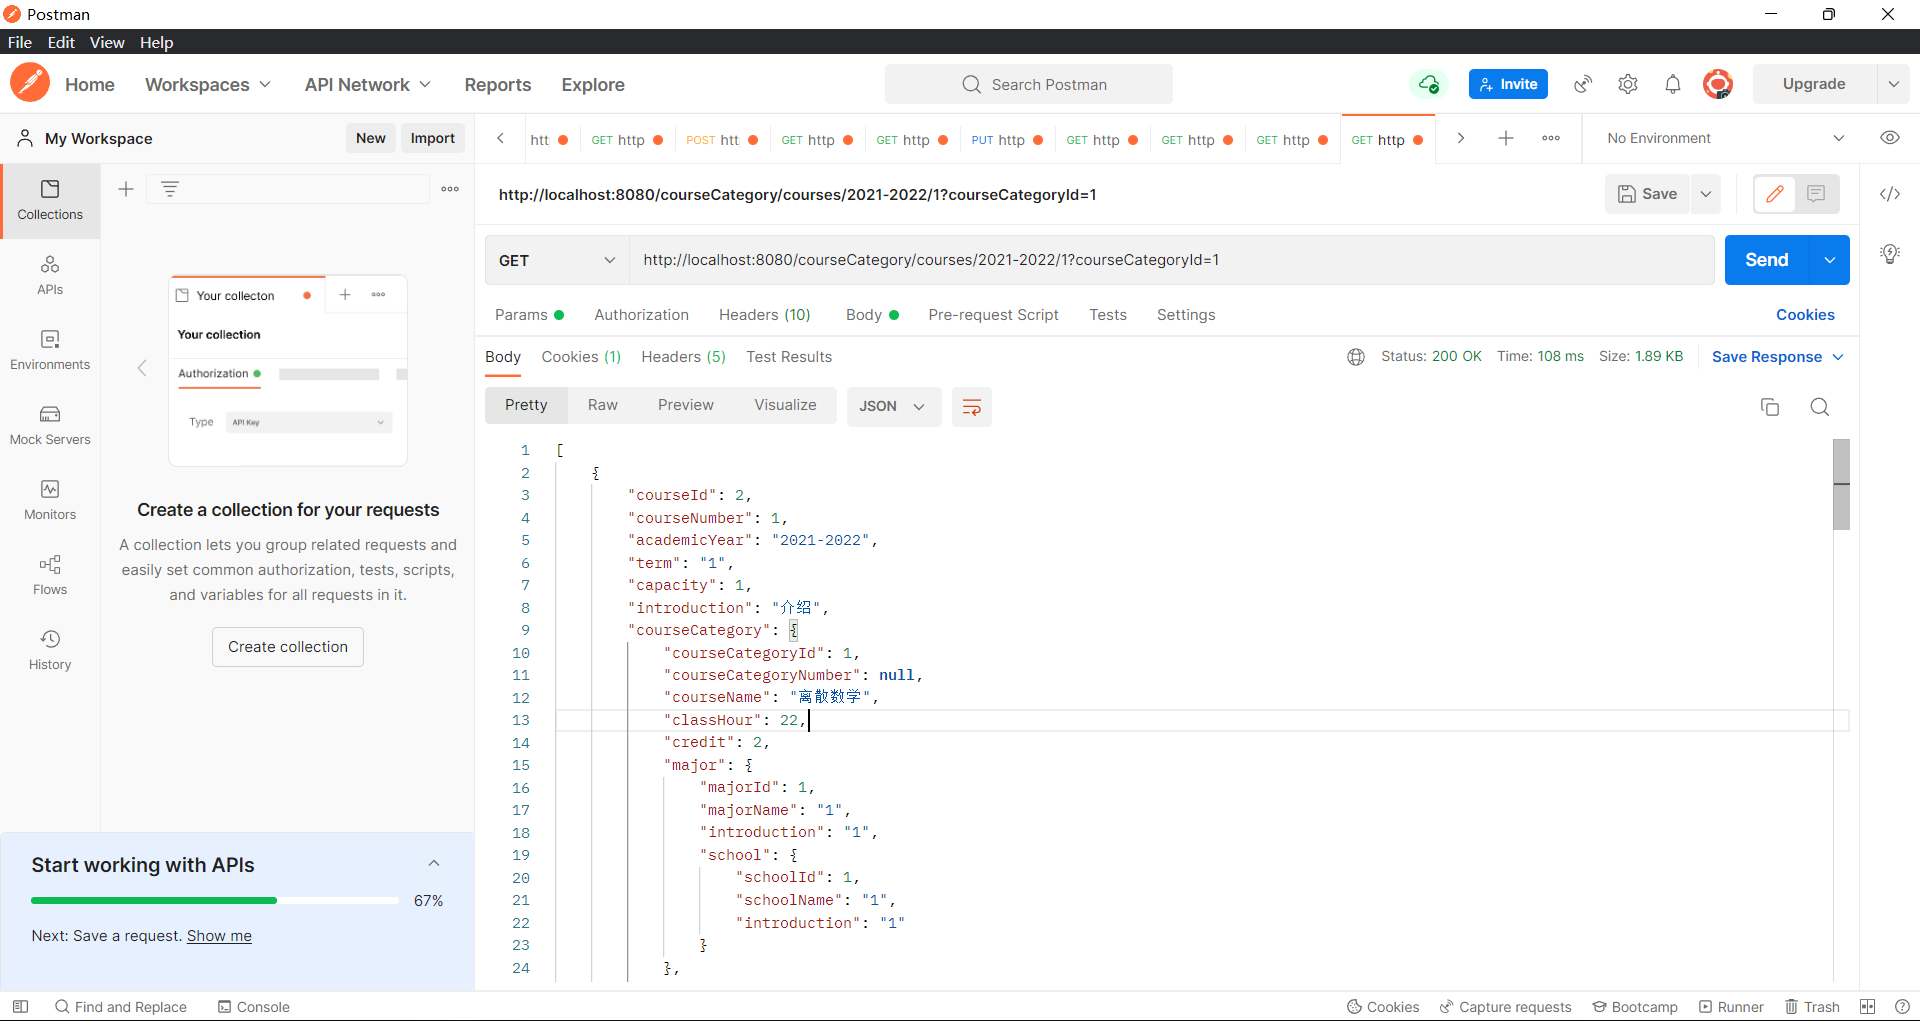 Postman
File Edit View Help
Home Workspaces API Network Reports Explore Search Postman Invite Upgrade
My Workspace New Import
htt GET http POST htt GET http GET http PUT http GET http GET http GET http GET http No Environment
http://localhost:8080/courseCategory/courses/2021-2022/1?courseCategoryId=1 Save
GET http://localhost:8080/courseCategory/courses/2021-2022/1?courseCategoryId=1 Send
Params Authorization Headers (10) Body Pre-request Script Tests Settings Cookies
Body Cookies (1) Headers (5) Test Results Status: 200 OK Time: 108 ms Size: 1.89 KB Save Response
Pretty Raw Preview Visualize JSON
Collections
APIs
Environments
Mock Servers
Monitors
Flows
History
Your collecton
Your collection
Authorization
Type API Key
Create a collection for your requests
A collection lets you group related requests and
easily set common authorization, tests, scripts,
and variables for all requests in it.
Create collection
Start working with APIs
67%
Next: Save a request. Show me
1 [
2 {
3 "courseId": 2,
4 "courseNumber": 1,
5 "academicYear": "2021-2022",
6 "term": "1",
7 "capacity": 1,
8 "introduction": "介绍",
9 "courseCategory": {
10 "courseCategoryId": 1,
11 "courseCategoryNumber": null,
12 "courseName": "离散数学",
13 "classHour": 22,
14 "credit": 2,
15 "major": {
16 "majorId": 1,
17 "majorName": "1",
18 "introduction": "1",
19 "school": {
20 "schoolId": 1,
21 "schoolName": "1",
22 "introduction": "1"
23 }
24 },
Find and Replace Console Cookies Capture requests Bootcamp Runner Trash